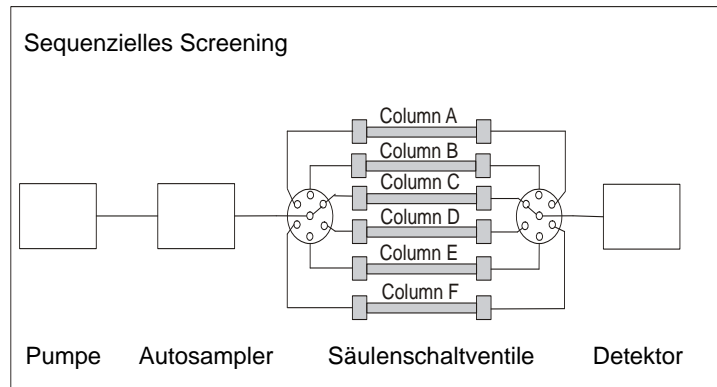 Sequenzielles Screening
Column A
Column B
Column C
Column D
Column E
Column F
Pumpe Autosampler Säulenschaltventile Detektor